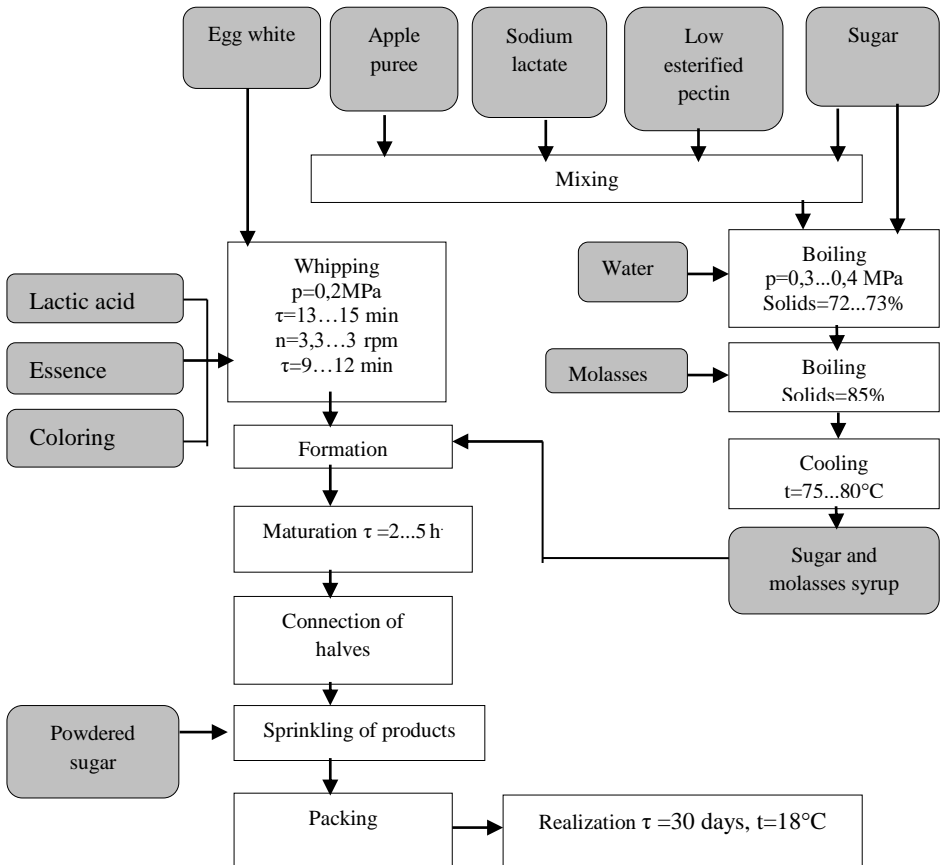 Egg white
Apple
puree
Sodium
lactate
Low
esterified
pectin
Sugar
Mixing
Whipping
p=0,2MPa
τ=13…15 min
n=3,3…3 rpm
τ=9…12 min
Water
Boiling
p=0,3...0,4 MPa
Solids=72...73%
Lactic acid
Essence
Coloring
Molasses
Boiling
Solids=85%
Formation
Cooling
t=75...80°C
Maturation τ =2...5 h
Sugar and
molasses syrup
Connection of
halves
Powdered
sugar
Sprinkling of products
Packing
Realization τ =30 days, t=18°C